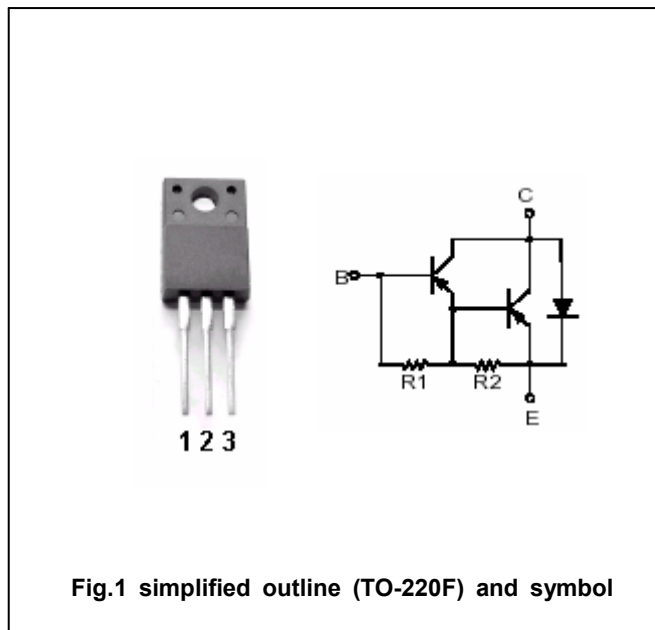 C
B
R1 R2
E
1 2 3
Fig.1 simplified outline (TO-220F) and symbol